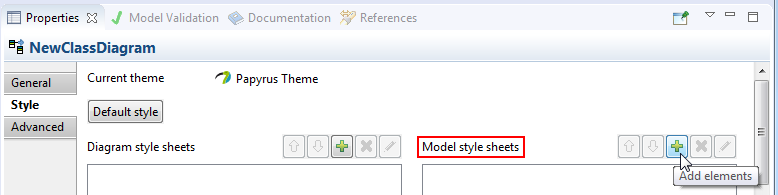 Properties Model Validation Documentation References
NewClassDiagram
General
Current theme Papyrus Theme
Style
Default style
Advanced
Diagram style sheets Model style sheets
Add elements